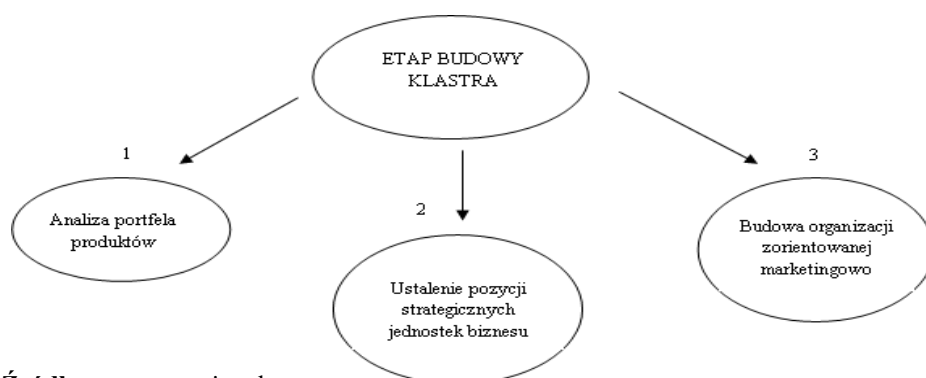 ETAP BUDOWY
KLASTRA
1
Analiza portfela
produktów
2
Ustalenie pozycji
strategicznych
jednostek biznesu
3
Budowa organizacji
zorientowanej
marketingowo